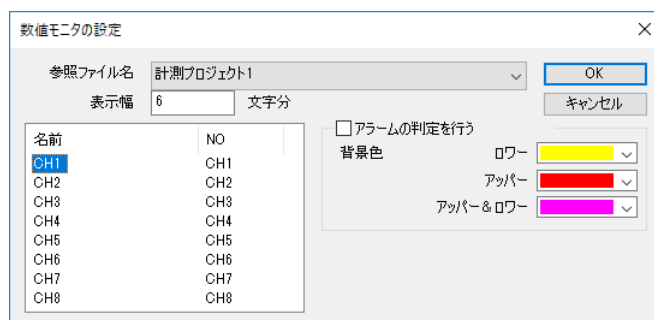 数値モニタの設定
参照ファイル名 計測プロジェクト1 OK
表示幅 6 文字分 キャンセル
名前 NO
CH1 CH1
CH2 CH2
CH3 CH3
CH4 CH4
CH5 CH5
CH6 CH6
CH7 CH7
CH8 CH8
アラームの判定を行う
背景色 ロワー
アッパー
アッパー&ロワー